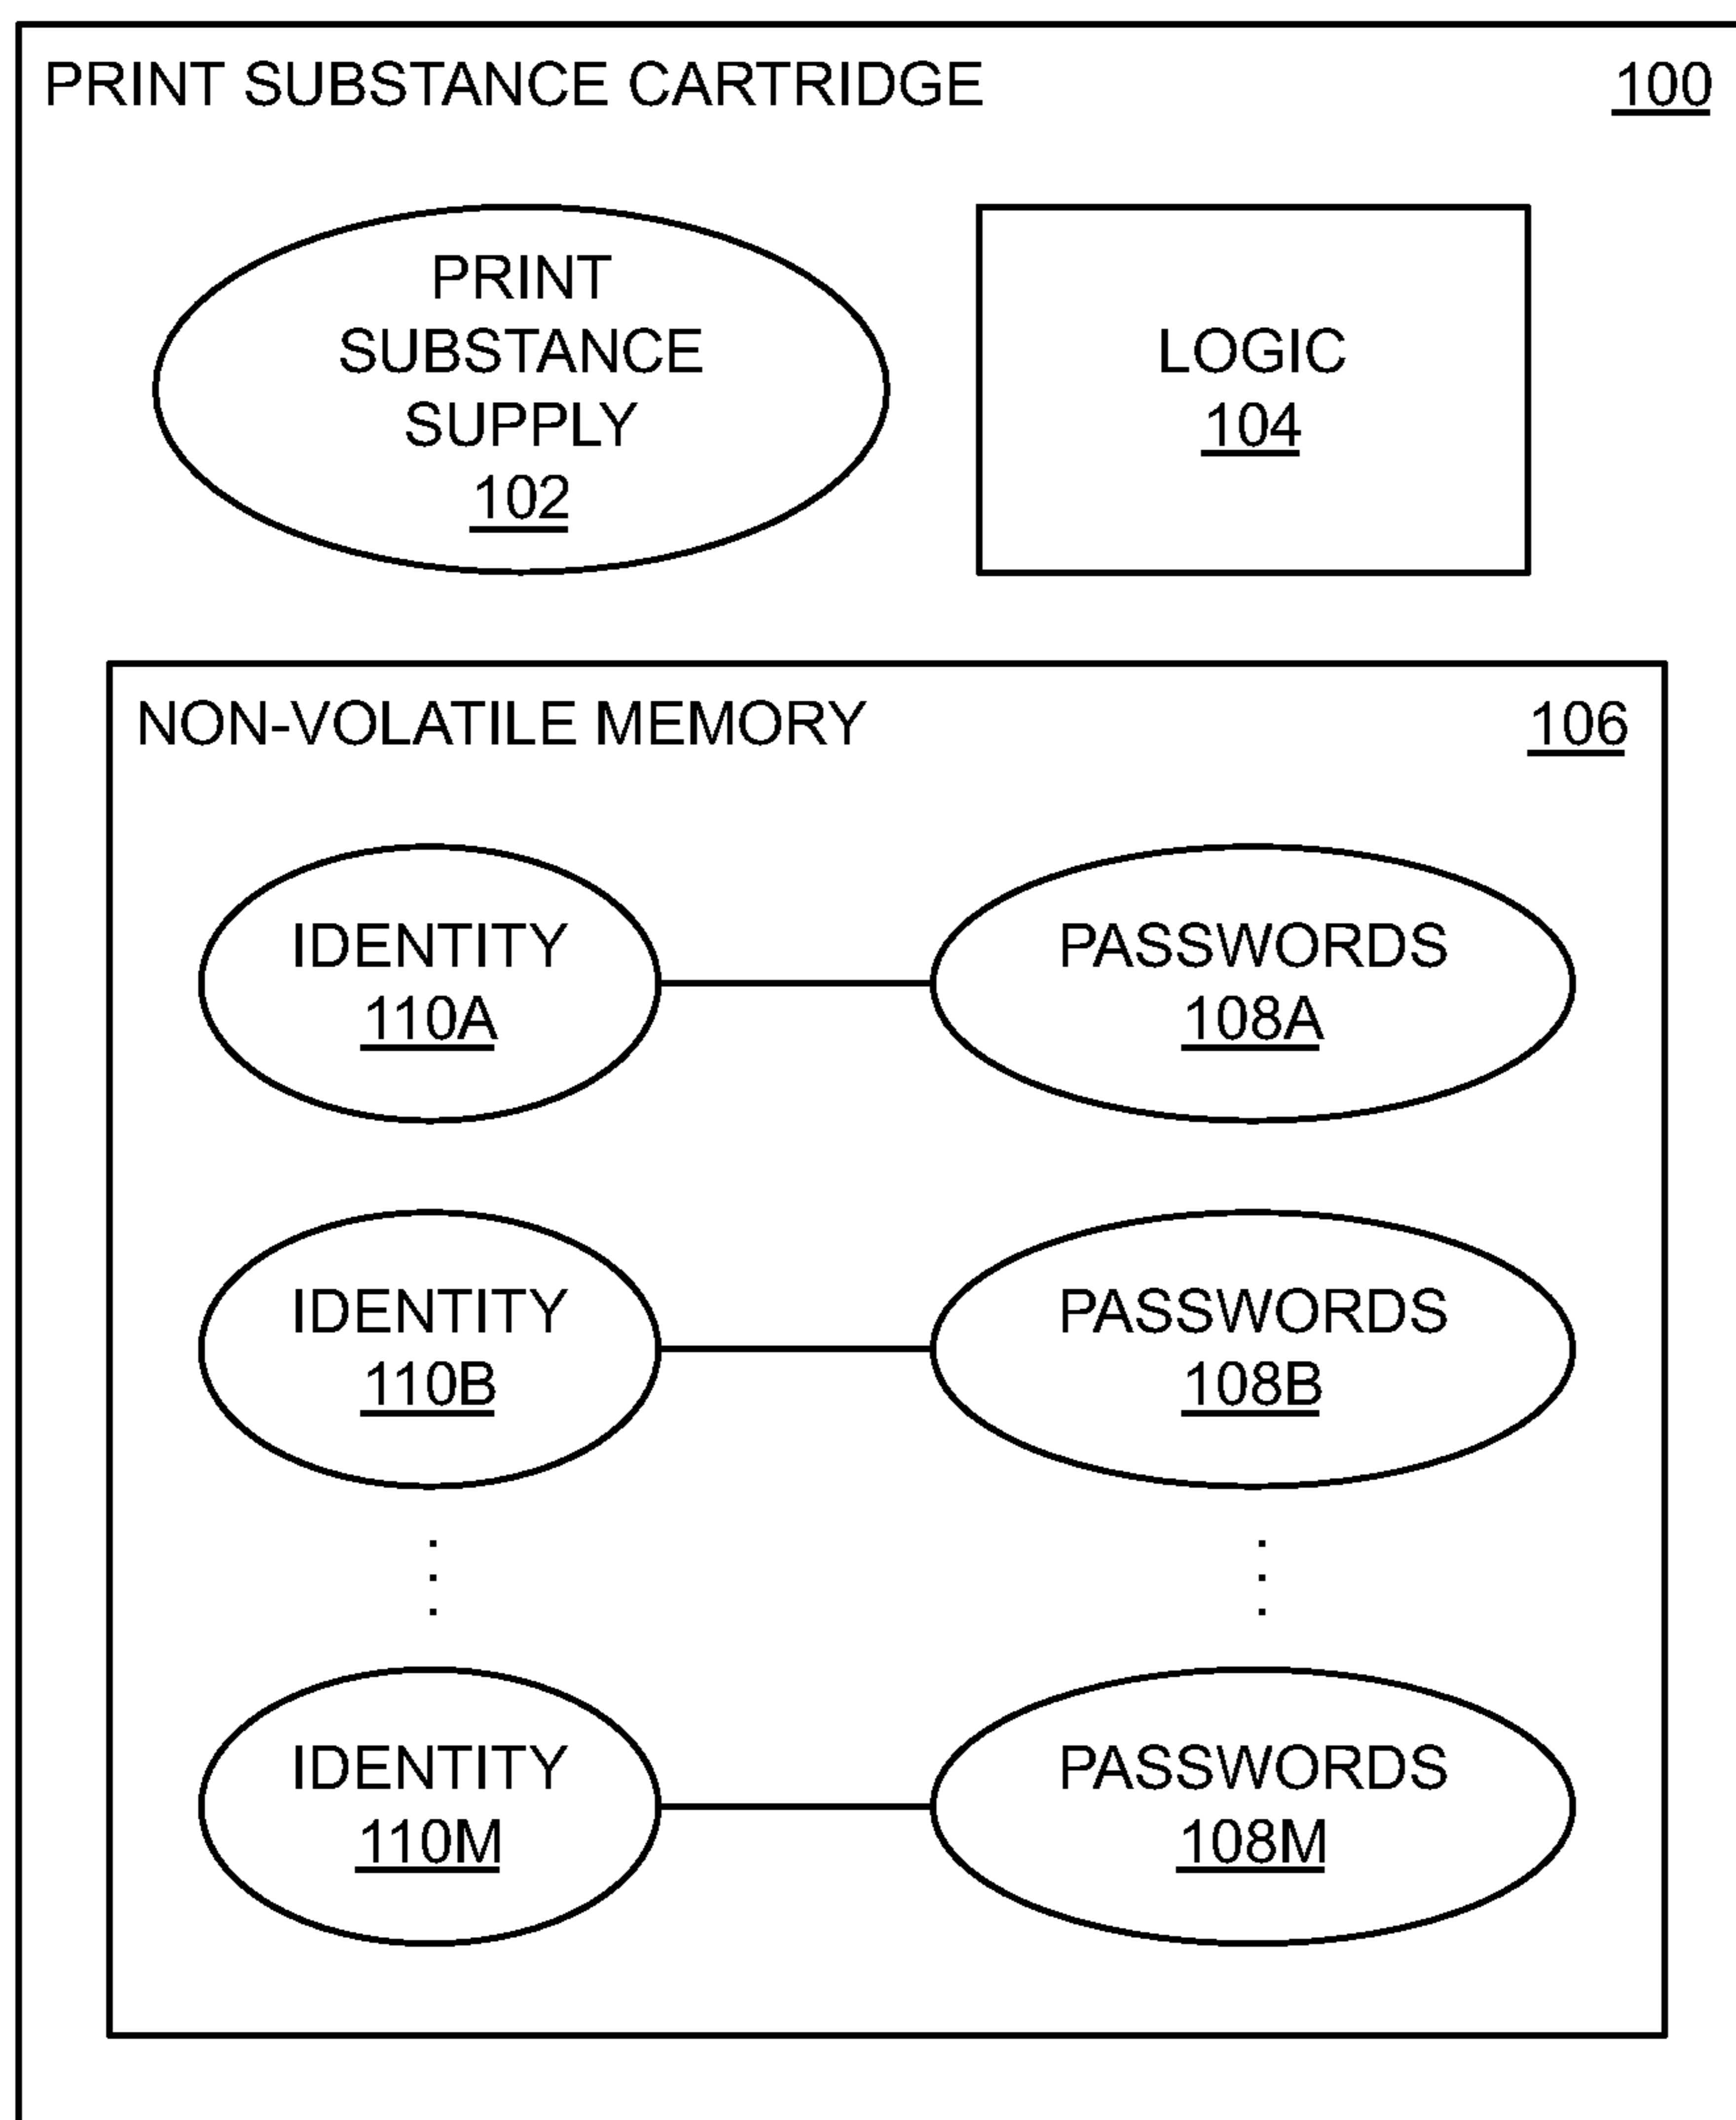 PRINT SUBSTANCE CARTRIDGE 100
PRINT
SUBSTANCE
SUPPLY
102
LOGIC
104
NON-VOLATILE MEMORY 106
IDENTITY
110A
PASSWORDS
108A
IDENTITY
110B
PASSWORDS
108B
IDENTITY
110M
PASSWORDS
108M